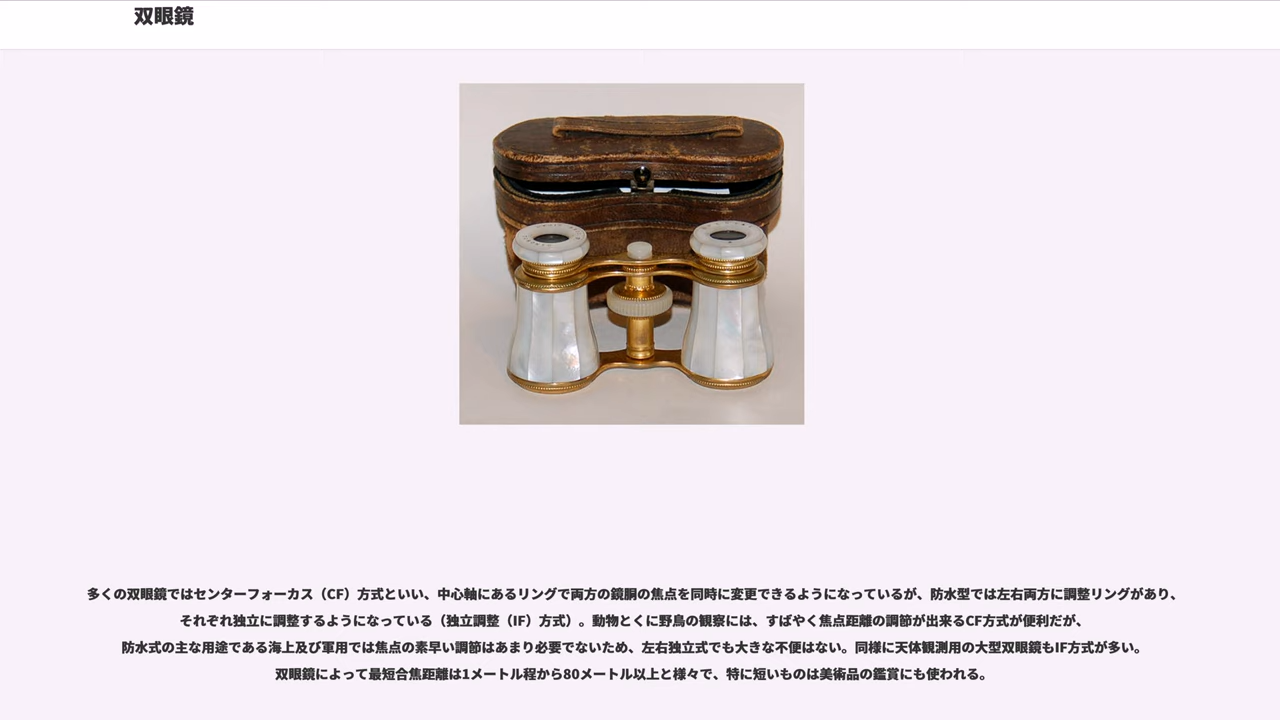 双眼鏡
多くの双眼鏡ではセンターフォーカス（CF）方式といい、中心軸にあるリングで両方の鏡胴の焦点を同時に変更できるようになっているが、防水型では左右両方に調整リングがあり、
それぞれ独立に調整するようになっている（独立調整（IF）方式）。動物とくに野鳥の観察には、すばやく焦点距離の調節が出来るCF方式が便利だが、
防水式の主な用途である海上及び軍用では焦点の素早い調節はあまり必要でないため、左右独立式でも大きな不便はない。同様に天体観測用の大型双眼鏡もIF方式が多い。
双眼鏡によって最短合焦距離は1メートル程から80メートル以上と様々で、特に短いものは美術品の鑑賞にも使われる。